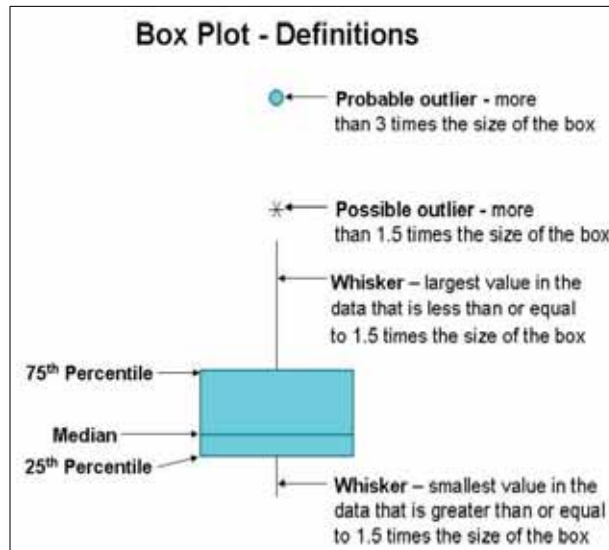 Box Plot - Definitions
Probable outlier - more
than 3 times the size of the box
Possible outlier - more
than 1.5 times the size of the box
Whisker – largest value in the
data that is less than or equal
to 1.5 times the size of the box
75th Percentile
Median
25th Percentile
Whisker – smallest value in the
data that is greater than or equal
to 1.5 times the size of the box